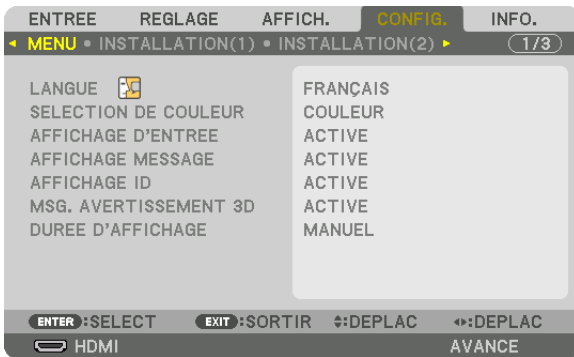 ENTREE REGLAGE AFFICH. CONFIG. INFO.
◂ MENU • INSTALLATION(1) • INSTALLATION(2) ▸ 1/3
LANGUE FRANÇAIS
SELECTION DE COULEUR COULEUR
AFFICHAGE D'ENTREE ACTIVE
AFFICHAGE MESSAGE ACTIVE
AFFICHAGE ID ACTIVE
MSG. AVERTISSEMENT 3D ACTIVE
DUREE D'AFFICHAGE MANUEL
ENTER :SELECT EXIT :SORTIR :DEPLAC :DEPLAC
HDMI AVANCE